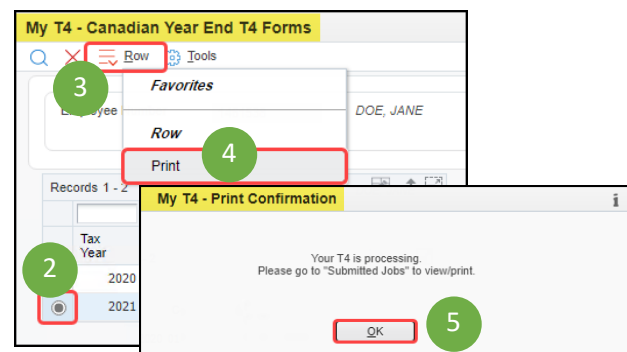 My T4 - Canadian Year End T4 Forms
Row Tools
3
Favorites
Employee
DOE, JANE
Row
4
Print
Records 1 - 2
My T4 - Print Confirmation
i
Tax
Year
Your T4 is processing.
Please go to "Submitted Jobs" to view/print.
2
2020
2021
OK
5